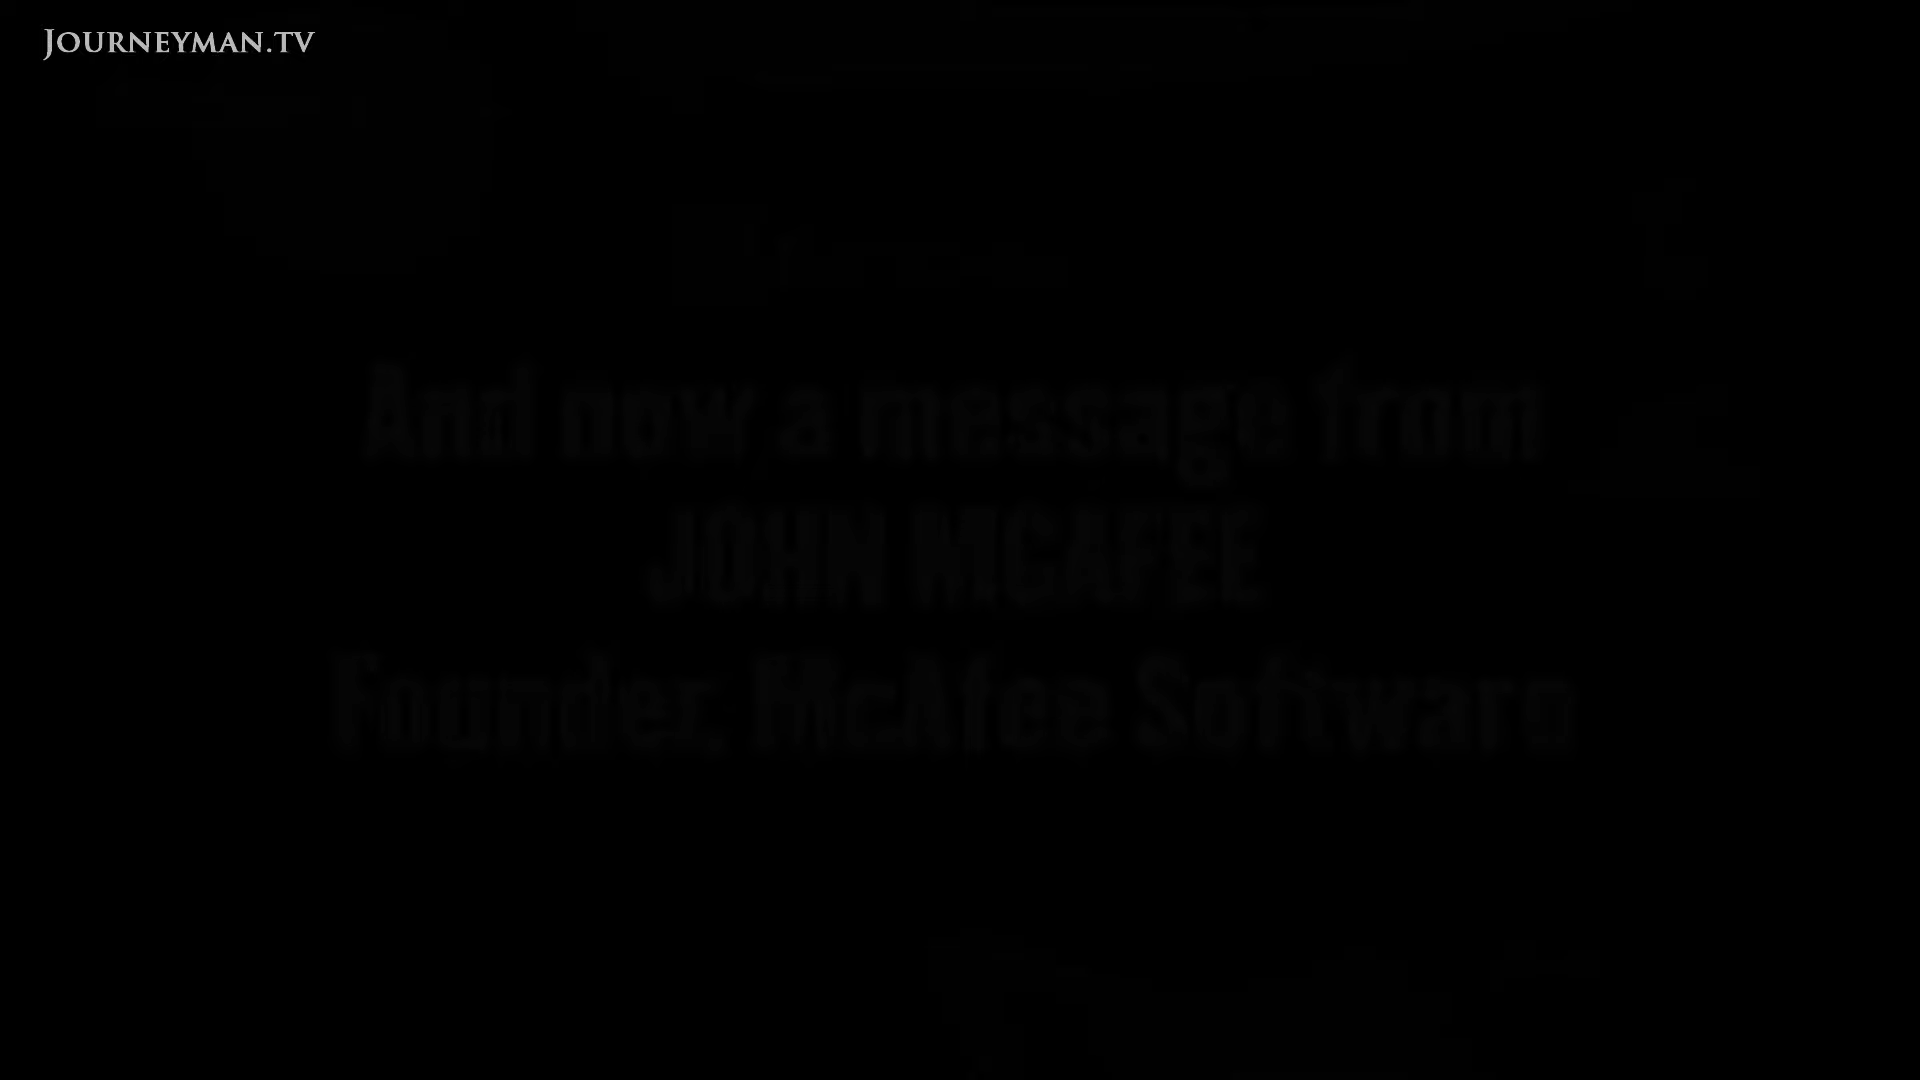 JOURNEYMAN.TV
And now a message from
JOHN MCAFEE
Founder, McAfee Software